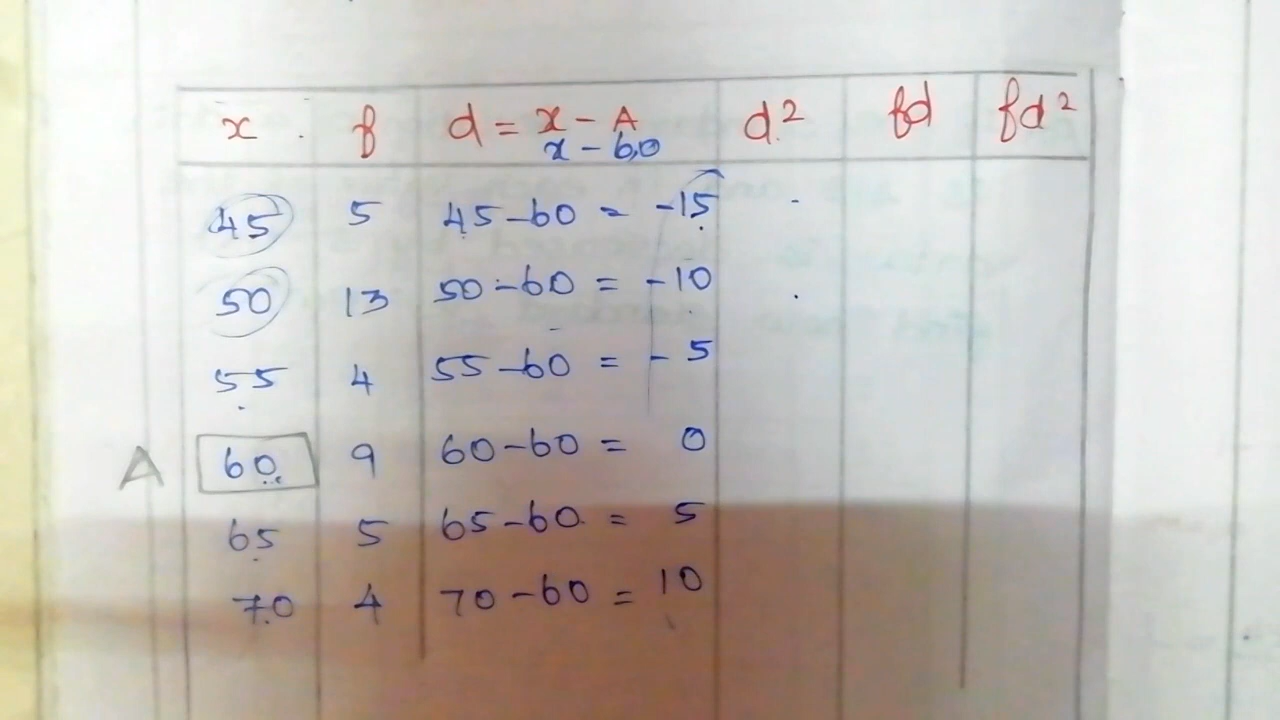 x f d = x - A d² fd fd²
x - 60
45 5 45-60 = -15
50 13 50-60 = -10
55 4 55-60 = -5
A 60 9 60-60 = 0
65 5 65-60 = 5
70 4 70-60 = 10